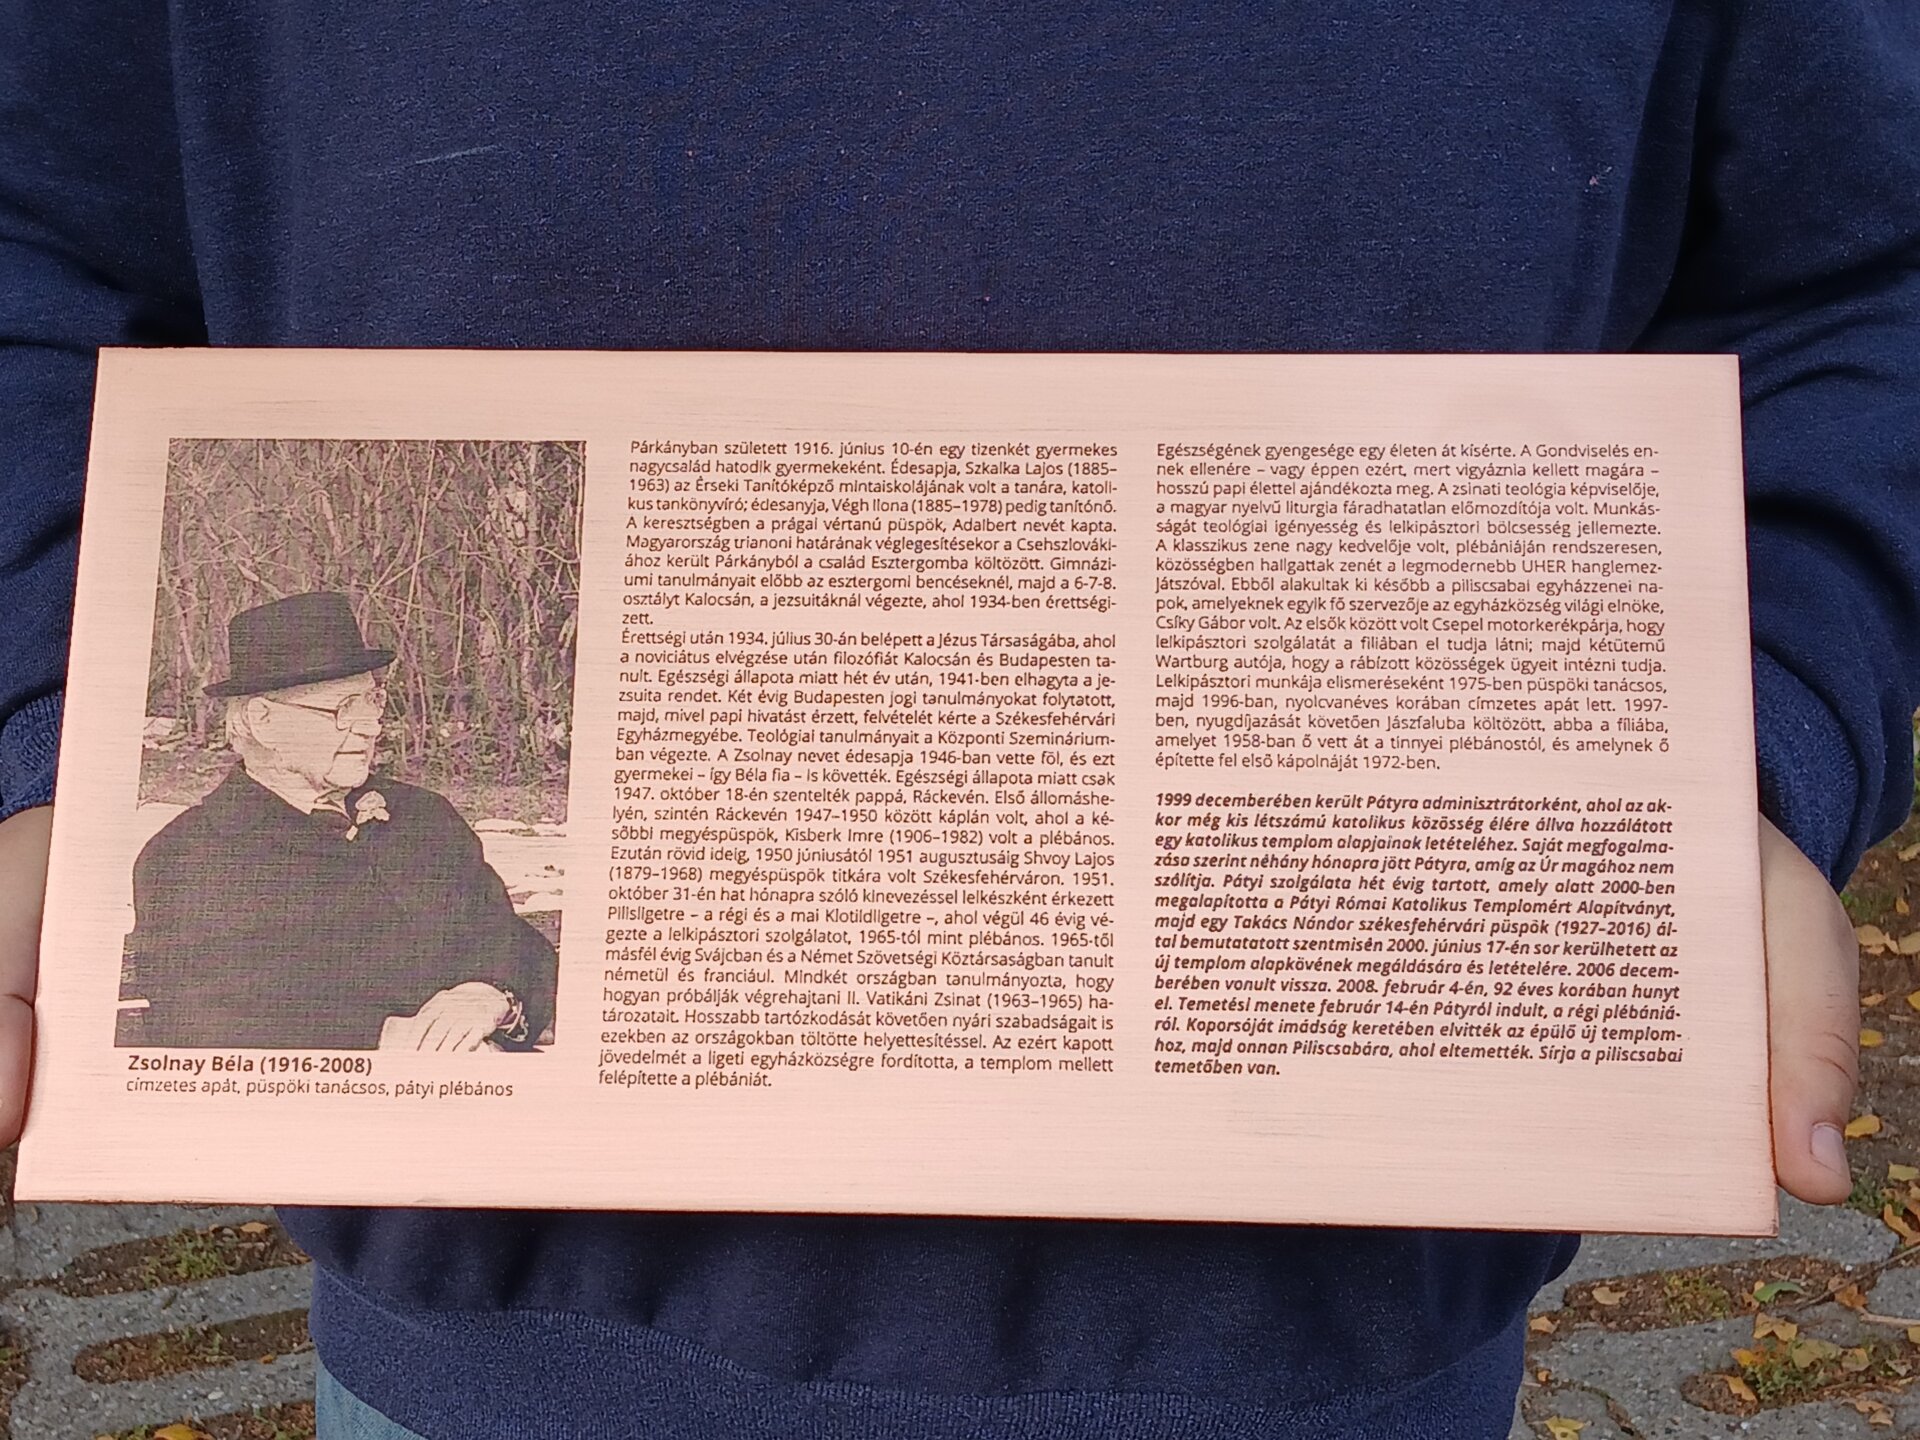 Zsolnay Béla (1916-2008)
címzetes apát, püspöki tanácsos, pátyi plébános
Párkányban született 1916. június 10-én egy tizenkét gyermekes
nagycsalád hatodik gyermekeként. Édesapja, Szkalka Lajos (1885–
1963) az Érseki Tanítóképző mintaiskolájának volt a tanára, katoli-
kus tankönyvíró; édesanyja, Végh Ilona (1885–1978) pedig tanítónő.
A keresztségben a prágai vértanú püspök, Adalbert nevét kapta.
Magyarország trianoni határának véglegesítésekor a Csehszlováki-
ához került Párkányból a család Esztergomba költözött. Gimnázi-
umi tanulmányait előbb az esztergomi bencéseknél, majd a 6-7-8.
osztályt Kalocsán, a jezsuitáknál végezte, ahol 1934-ben érettségi-
zett.
Érettségi után 1934. július 30-án belépett a Jézus Társaságába, ahol
a noviciátus elvégzése után filozófiát Kalocsán és Budapesten ta-
nult. Egészségi állapota miatt hét év után, 1941-ben elhagyta a je-
zsuita rendet. Két évig Budapesten jogi tanulmányokat folytatott,
majd, mivel papi hivatást érzett, felvételét kérte a Székesfehérvári
Egyházmegyébe. Teológiai tanulmányait a Központi Szeminárium-
ban végezte. A Zsolnay nevet édesapja 1946-ban vette föl, és ezt
gyermekei – így Béla fia – is követték. Egészségi állapota miatt csak
1947. október 18-én szentelték pappá, Ráckevén. Első állomáshe-
lyén, szintén Ráckevén 1947–1950 között káplán volt, ahol a ké-
sőbbi megyéspüspök, Kisberk Imre (1906–1982) volt a plébános.
Ezután rövid ideig, 1950 júniusától 1951 augusztusáig Shvoy Lajos
(1879–1968) megyéspüspök titkára volt Székesfehérváron. 1951.
október 31-én hat hónapra szóló kinevezéssel lelkészként érkezett
Pilisligetre – a régi és a mai Klotildligetre –, ahol végül 46 évig vé-
gezte a lelkipásztori szolgálatot, 1965-tól mint plébános. 1965-től
másfél évig Svájcban és a Német Szövetségi Köztársaságban tanult
németül és franciául. Mindkét országban tanulmányozta, hogy
hogyan próbálják végrehajtani II. Vatikáni Zsinat (1963–1965) ha-
tározatait. Hosszabb tartózkodását követően nyári szabadságait is
ezekben az országokban töltötte helyettesítéssel. Az ezért kapott
jövedelmét a ligeti egyházközségre fordította, a templom mellett
felépítette a plébániát.
Egészségének gyengesége egy életen át kísérte. A Gondviselés en-
nek ellenére – vagy éppen ezért, mert vigyáznia kellett magára –
hosszú papi élettel ajándékozta meg. A zsinati teológia képviselője,
a magyar nyelvű liturgia fáradhatatlan előmozdítója volt. Munkás-
ságát teológiai igényesség és lelkipásztori bölcsesség jellemezte.
A klasszikus zene nagy kedvelője volt, plébániáján rendszeresen,
közösségben hallgattak zenét a legmodernebb UHER hanglemez-
játszóval. Ebből alakultak ki később a piliscsabai egyházzenei na-
pok, amelyeknek egyik fő szervezője az egyházközség világi elnöke,
Csíky Gábor volt. Az elsők között volt Csepel motorkerékpárja, hogy
lelkipásztori szolgálatát a filiában el tudja látni; majd kétütemű
Wartburg autója, hogy a rábízott közösségek ügyeit intézni tudja.
Lelkipásztori munkája elismeréseként 1975-ben püspöki tanácsos,
majd 1996-ban, nyolcvanéves korában címzetes apát lett. 1997-
ben, nyugdíjazását követően Jászfaluba költözött, abba a filiába,
amelyet 1958-ban ő vett át a tinnyei plébánostól, és amelynek ő
építette fel első kápolnáját 1972-ben.
1999 decemberében került Pátyra adminisztrátorként, ahol az ak-
kor még kis létszámú katolikus közösség élére állva hozzálátott
egy katolikus templom alapjainak letételéhez. Saját megfogalma-
zása szerint néhány hónapra jött Pátyra, amíg az Úr magához nem
szólítja. Pátyi szolgálata hét évig tartott, amely alatt 2000-ben
megalapította a Pátyi Római Katolikus Templomért Alapítványt,
majd egy Takács Nándor székesfehérvári püspök (1927–2016) ál-
tal bemutatatott szentmisén 2000. június 17-én sor kerülhetett az
új templom alapkövének megáldására és letételére. 2006 decem-
berében vonult vissza. 2008. február 4-én, 92 éves korában hunyt
el. Temetési menete február 14-én Pátyról indult, a régi plébániá-
ról. Koporsóját imádság keretében elvitték az épülő új templom-
hoz, majd onnan Piliscsabára, ahol eltemették. Sírja a piliscsabai
temetőben van.